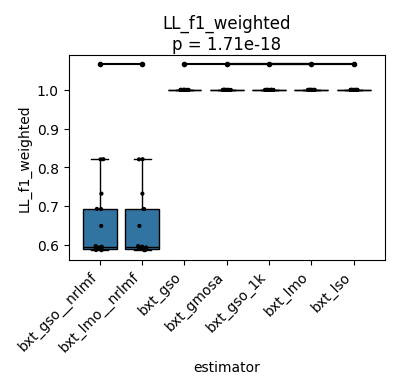 LL_f1_weighted
p = 1.71e-18
LL_f1_weighted
1.0
0.9
0.8
0.7
0.6
bxt_gso__nrlmf
bxt_lmo__nrlmf
bxt_gso
bxt_gmosa
bxt_gso_1k
bxt_lmo
bxt_lso
estimator